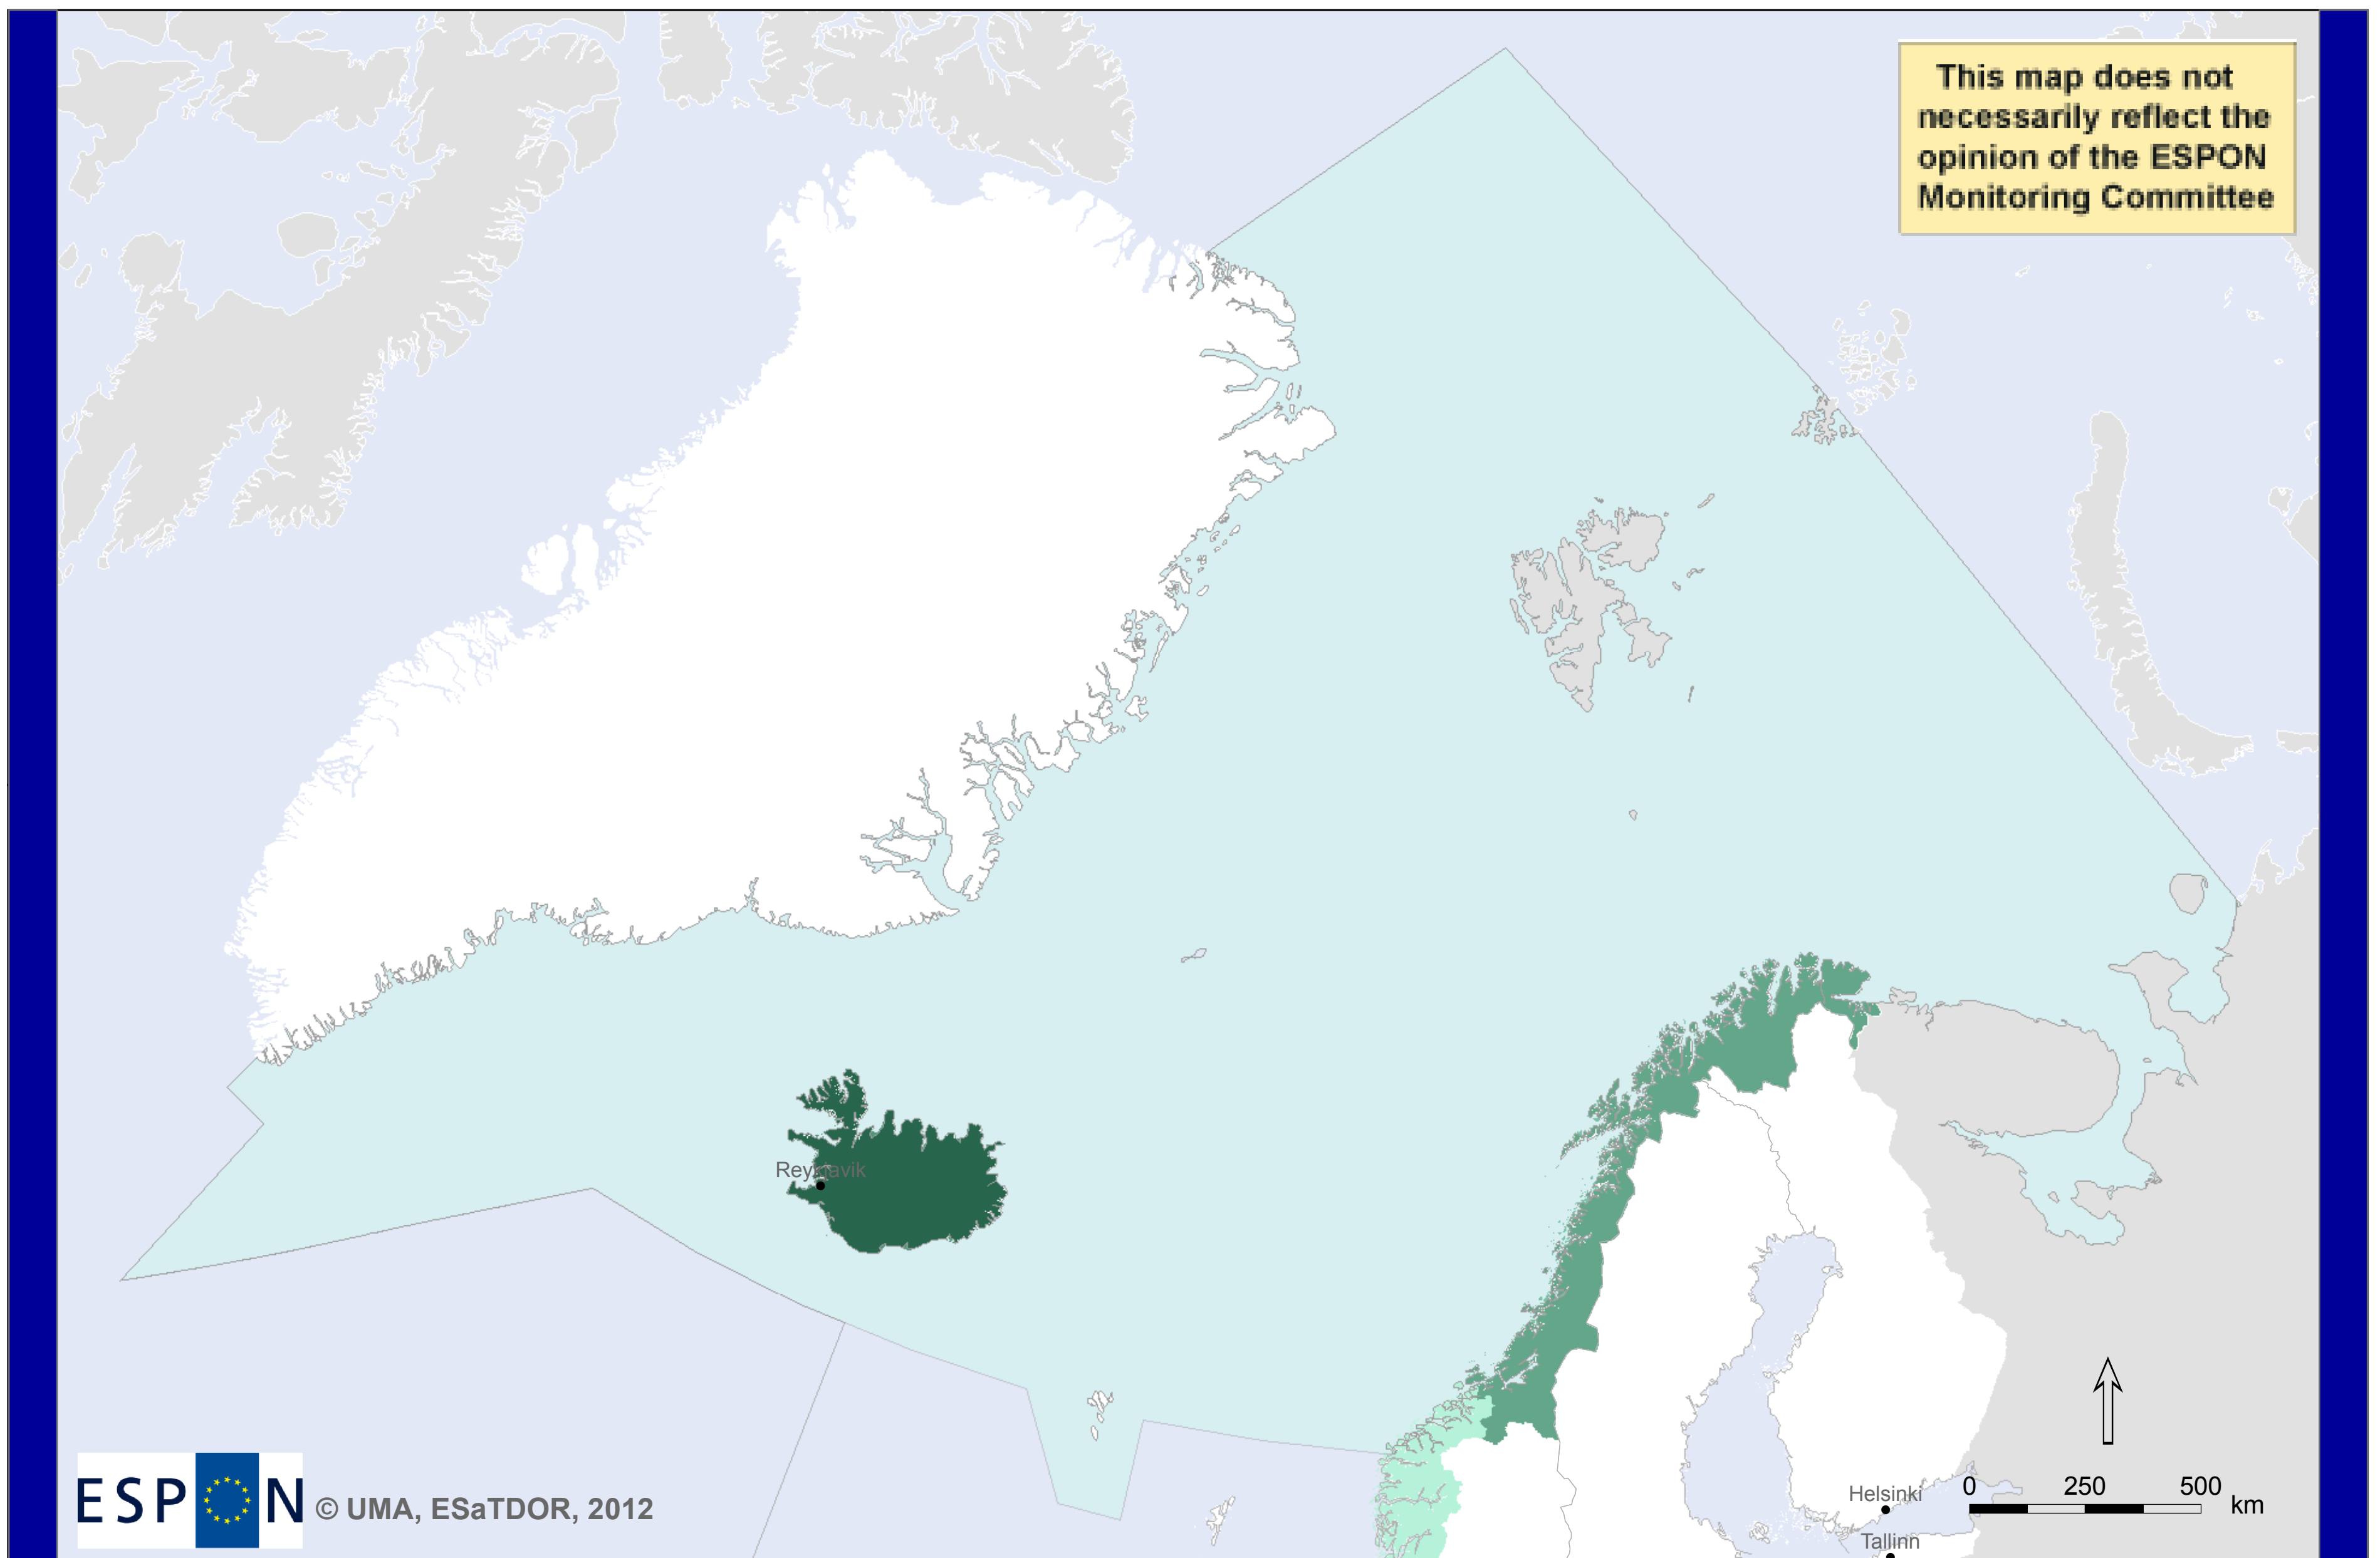 This map does not
necessarily reflect the
opinion of the ESPON
Monitoring Committee
Reykjavik
ESPON
© UMA, ESaTDOR, 2012
Helsinki
Tallinn
0 250 500
km